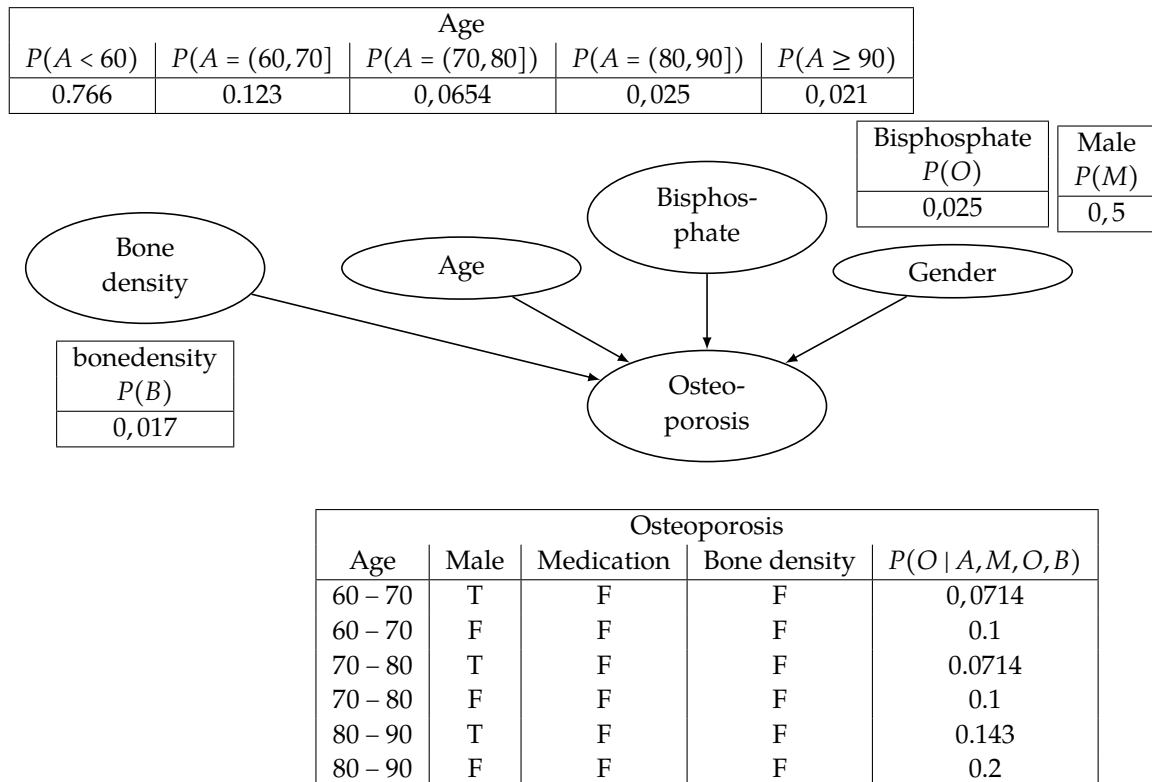 Age
P(A < 60) P(A = (60, 70] P(A = (70, 80]) P(A = (80, 90]) P(A ≥ 90)
0.766 0.123 0, 0654 0, 025 0, 021
Bisphosphate
P(O)
0,025
Male
P(M)
0, 5
Bone
density
Age
Bisphos-
phate
Gender
bonedensity
P(B)
0, 017
Osteo-
porosis
Osteoporosis
Age Male Medication Bone density P(O | A, M, O, B)
60 – 70 T F F 0, 0714
60 – 70 F F F 0.1
70 – 80 T F F 0.0714
70 – 80 F F F 0.1
80 – 90 T F F 0.143
80 – 90 F F F 0.2